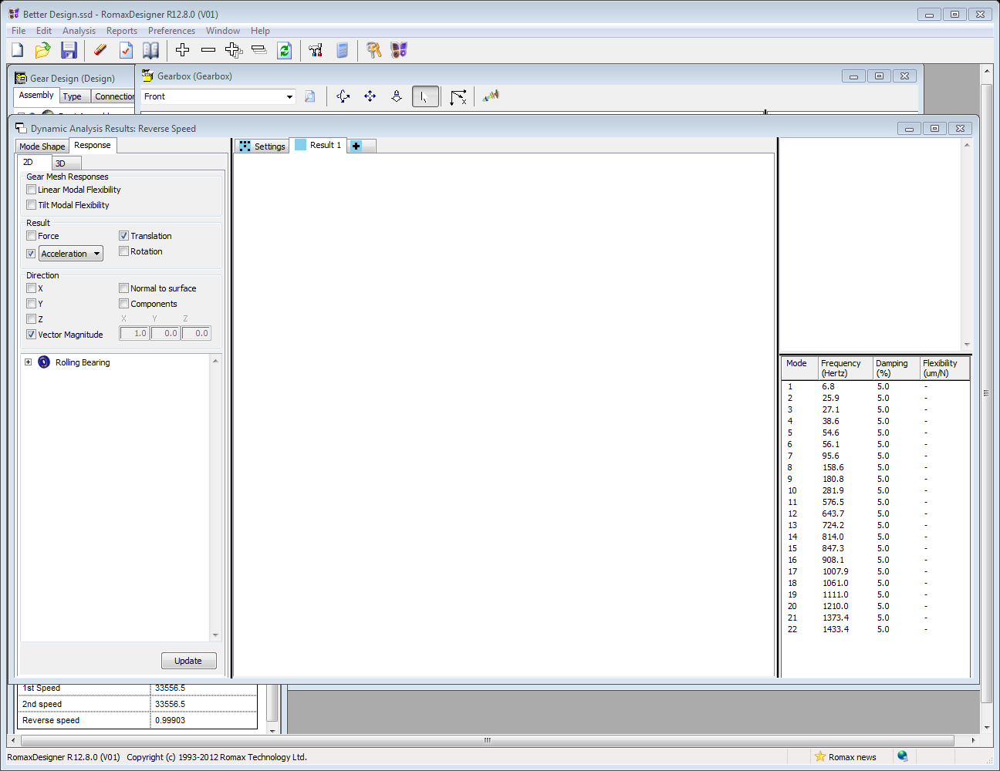 Better Design.ssd - RomaxDesigner R12.8.0 (V01)
File Edit Analysis Reports Preferences Window Help
Gear Design (Design)
Gearbox (Gearbox)
Assembly Type Connection
Front
Dynamic Analysis Results: Reverse Speed
Mode Shape Response
Settings Result 1
2D 3D
Gear Mesh Responses
Linear Modal Flexibility
Tilt Modal Flexibility
Result
Force Translation
Acceleration Rotation
Direction
X Normal to surface
Y Components
Z X Y Z
Vector Magnitude 1.0 0.0 0.0
Rolling Bearing
Update
Mode Frequency (Hertz) Damping (%) Flexibility (um/N)
1 6.8 5.0 -
2 25.9 5.0 -
3 27.1 5.0 -
4 38.6 5.0 -
5 54.6 5.0 -
6 56.1 5.0 -
7 95.6 5.0 -
8 158.6 5.0 -
9 180.8 5.0 -
10 281.9 5.0 -
11 576.5 5.0 -
12 643.7 5.0 -
13 724.2 5.0 -
14 814.0 5.0 -
15 847.3 5.0 -
16 908.1 5.0 -
17 1007.9 5.0 -
18 1061.0 5.0 -
19 1111.0 5.0 -
20 1210.0 5.0 -
21 1373.4 5.0 -
22 1433.4 5.0 -
1st Speed 33556.5
2nd speed 33556.5
Reverse speed 0.99903
RomaxDesigner R12.8.0 (V01) Copyright (c) 1993-2012 Romax Technology Ltd.
Romax news